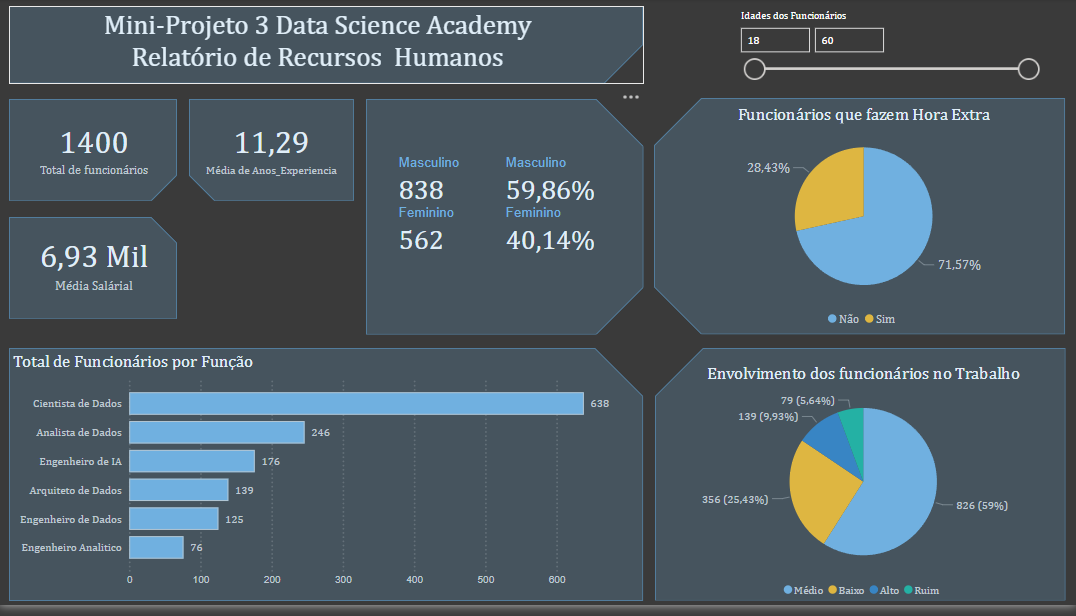 Mini-Projeto 3 Data Science Academy
Relatório de Recursos Humanos
Idades dos Funcionários
18
60
1400
Total de funcionários
11,29
Média de Anos_Experiencia
6,93 Mil
Média Salárial
Masculino
838
Feminino
562
Masculino
59,86%
Feminino
40,14%
Funcionários que fazem Hora Extra
28,43%
71,57%
Não Sim
Total de Funcionários por Função
Cientista de Dados 638
Analista de Dados 246
Engenheiro de IA 176
Arquiteto de Dados 139
Engenheiro de Dados 125
Engenheiro Analitico 76
0 100 200 300 400 500 600
Envolvimento dos funcionários no Trabalho
79 (5,64%)
139 (9,93%)
356 (25,43%)
826 (59%)
Médio Baixo Alto Ruim